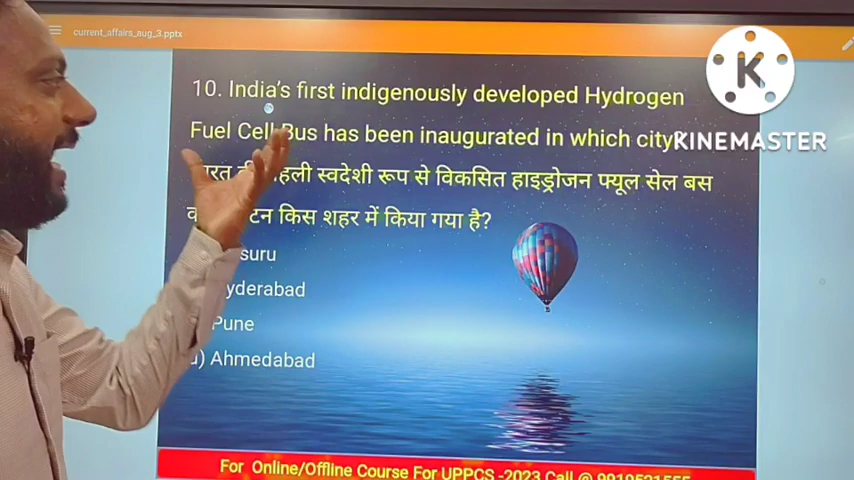 current_affairs_aug_3.pptx
10. India's first indigenously developed Hydrogen
Fuel Cell Bus has been inaugurated in which city?
हली स्वदेशी रूप से विकसित हाइड्रोजन फ्यूल सेल बस
टन किस शहर में किया गया है?
suru
yderabad
Pune
d) Ahmedabad
K
KINEMASTER
For Online/Offline Course For UPPCS -2023 Call @